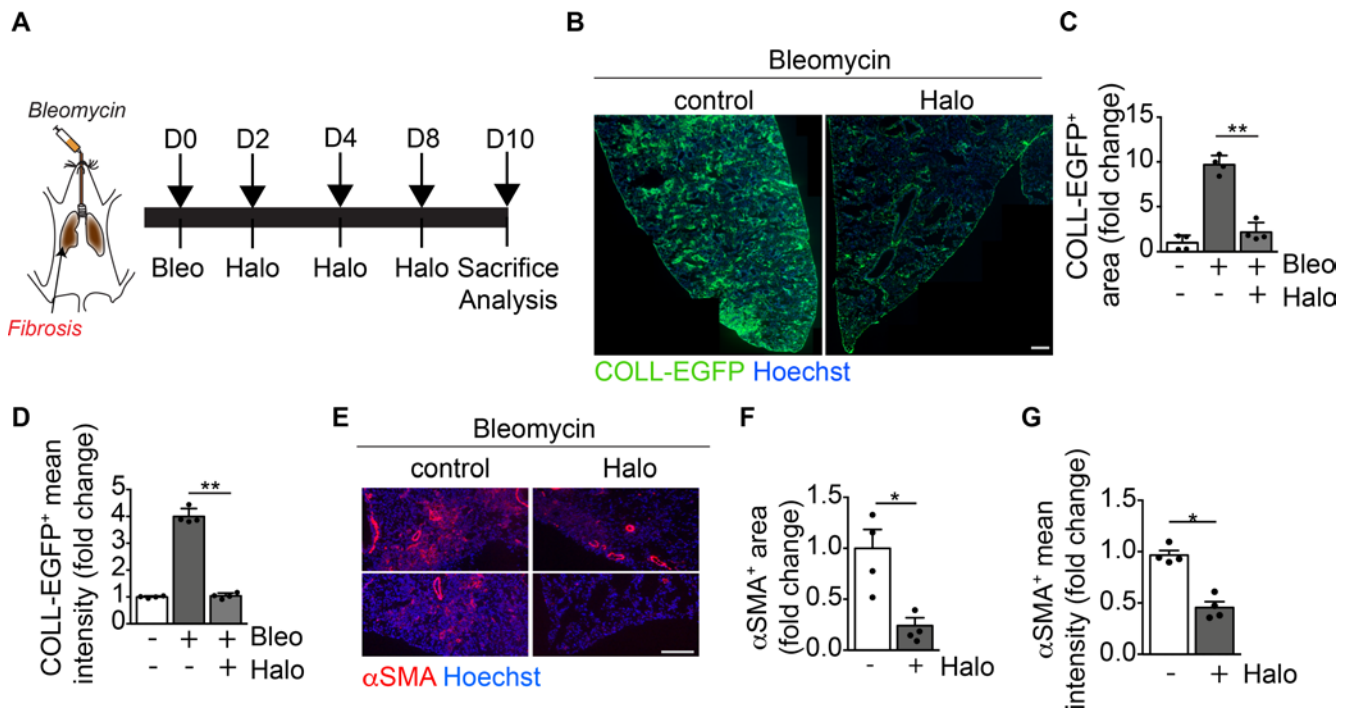 A
Bleomycin
Fibrosis
D0 D2 D4 D8 D10
Bleo Halo Halo Halo Sacrifice
Analysis
B
Bleomycin
control Halo
COLL-EGFP Hoechst
C
COLL-EGFP⁺
area (fold change)
15
10
5
0
- + + Bleo
- - + Halo
D
COLL-EGFP⁺ mean
intensity (fold change)
5
4
3
2
1
0
- + + Bleo
- - + Halo
**
**
E
Bleomycin
control Halo
αSMA Hoechst
F
αSMA⁺ area
(fold change)
1.5
1.0
0.5
0.0
*
- + Halo
G
αSMA⁺ mean
intensity (fold change)
1.5
1.0
0.5
0.0
*
- + Halo